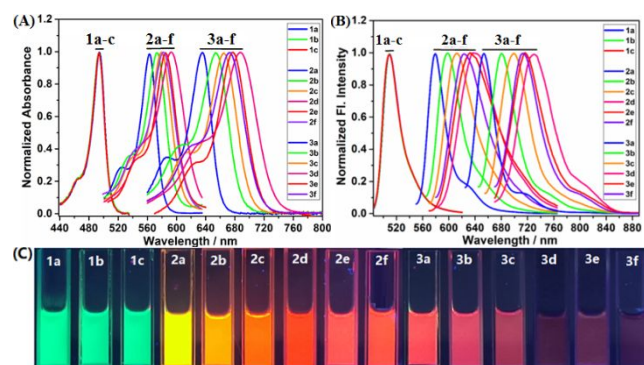 (A) 1a-c 2a-f 3a-f
1.0
0.8
0.6
0.4
0.2
0.0
Normalized Absorbance
440 480 520 560 600 640 680 720 760 800
Wavelength / nm
1a
1b
1c
2a
2b
2c
2d
2e
2f
3a
3b
3c
3d
3e
3f
(B) 1a-c 2a-f 3a-f
1.0
0.8
0.6
0.4
0.2
0.0
Normalized Fl. Intensity
520 560 600 640 680 720 760 800 840 880
Wavelength / nm
1a
1b
1c
2a
2b
2c
2d
2e
2f
3a
3b
3c
3d
3e
3f
(C) 1a 1b 1c 2a 2b 2c 2d 2e 2f 3a 3b 3c 3d 3e 3f